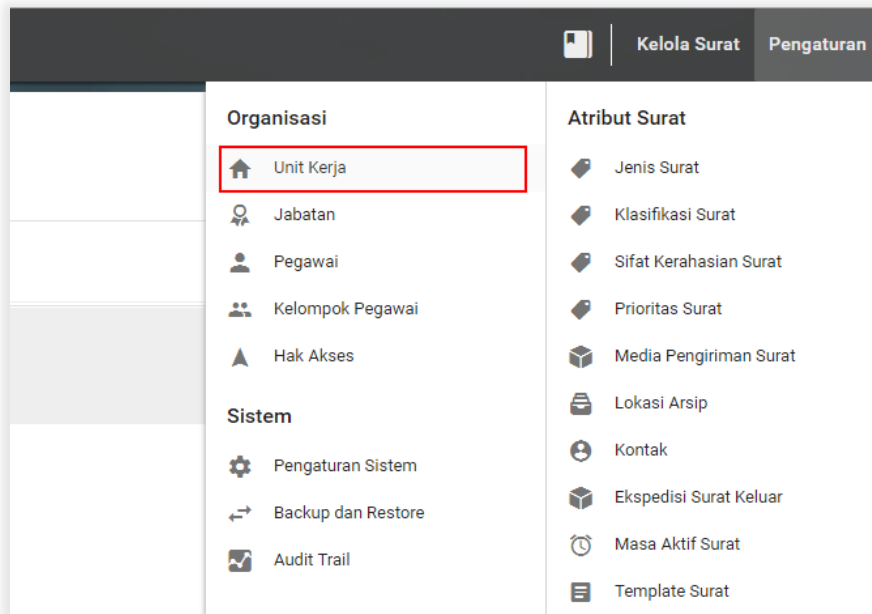 Kelola Surat
Pengaturan
Organisasi
Unit Kerja
Jabatan
Pegawai
Kelompok Pegawai
Hak Akses
Sistem
Pengaturan Sistem
Backup dan Restore
Audit Trail
Atribut Surat
Jenis Surat
Klasifikasi Surat
Sifat Kerahasian Surat
Prioritas Surat
Media Pengiriman Surat
Lokasi Arsip
Kontak
Ekspedisi Surat Keluar
Masa Aktif Surat
Template Surat